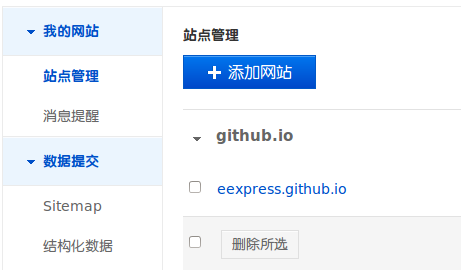 我的网站
站点管理
消息提醒
数据提交
Sitemap
结构化数据
站点管理
添加网站
github.io
eexpress.github.io
删除所选